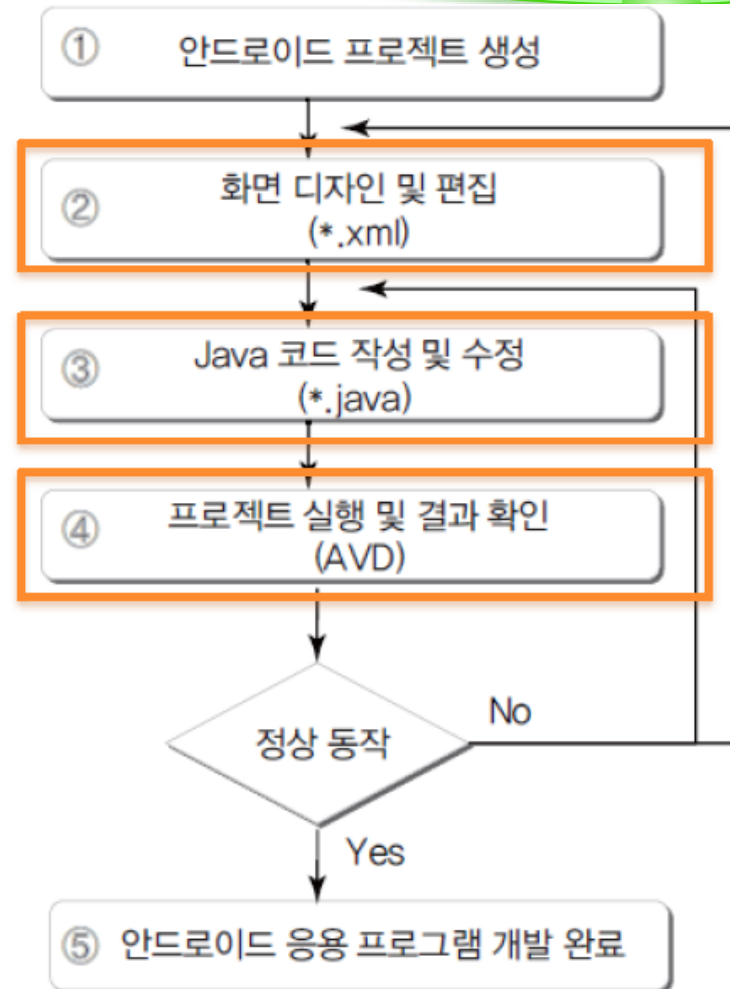 ① 안드로이드 프로젝트 생성
② 화면 디자인 및 편집
(*.xml)
③ Java 코드 작성 및 수정
(*.java)
④ 프로젝트 실행 및 결과 확인
(AVD)
정상 동작
No
Yes
⑤ 안드로이드 응용 프로그램 개발 완료